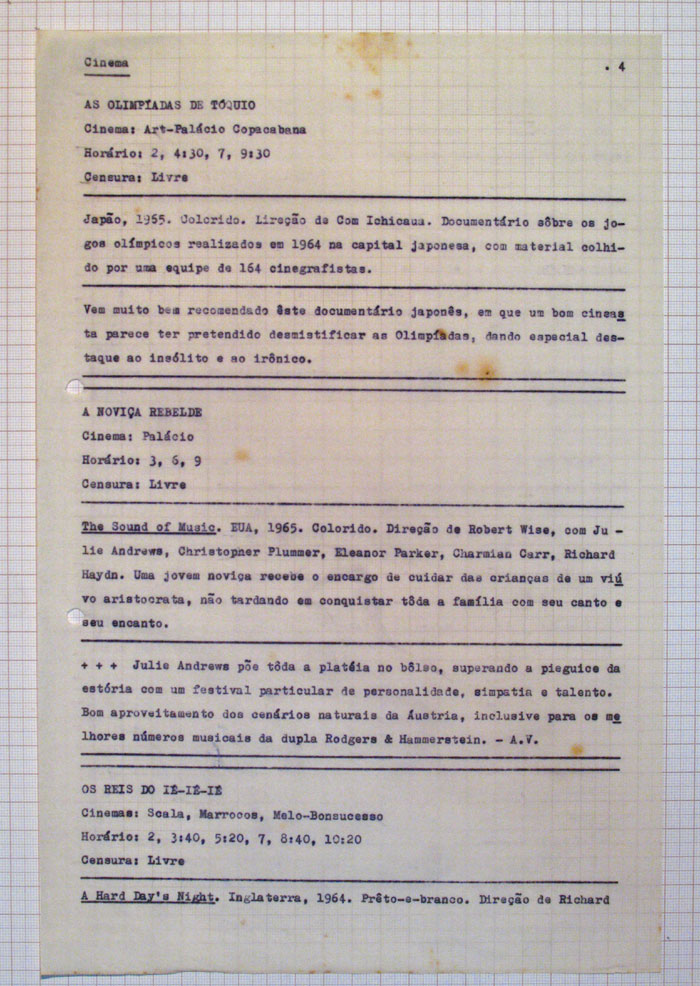 Cinema
. 4
AS OLIMPÍADAS DE TÓQUIO
Cinema: Art-Palácio Copacabana
Horário: 2, 4:30, 7, 9:30
Censura: Livre
Japão, 1965. Colorido. Direção de Com Ichicaua. Documentário sôbre os jo-
gos olímpicos realizados em 1964 na capital japonesa, com material colhi-
do por uma equipe de 164 cinegrafistas.
Vem muito bem recomendado êste documentário japonês, em que um bom cineas
ta parece ter pretendido desmistificar as Olimpíadas, dando especial des-
taque ao insólito e ao irônico.
A NOVIÇA REBELDE
Cinema: Palácio
Horário: 3, 6, 9
Censura: Livre
The Sound of Music. EUA, 1965. Colorido. Direção de Robert Wise, com Ju -
lie Andrews, Christopher Plummer, Eleanor Parker, Charmian Carr, Richard
Haydn. Uma jovem noviça recebe o encargo de cuidar das crianças de um viú
vo aristocrata, não tardando em conquistar tôda a família com seu canto e
seu encanto.
+ + + Julie Andrews põe tôda a platéia no bôlso, superando a pieguice da
estória com um festival particular de personalidade, simpatia e talento.
Bom aproveitamento dos cenários naturais da Áustria, inclusive para os me
lhores números musicais da dupla Rodgers & Hammerstein. - A.V.
OS REIS DO IÊ-IÊ-IÊ
Cinemas: Scala, Marrocos, Melo-Bonsucesso
Horário: 2, 3:40, 5:20, 7, 8:40, 10:20
Censura: Livre
A Hard Day's Night. Inglaterra, 1964. Prêto-e-branco. Direção de Richard